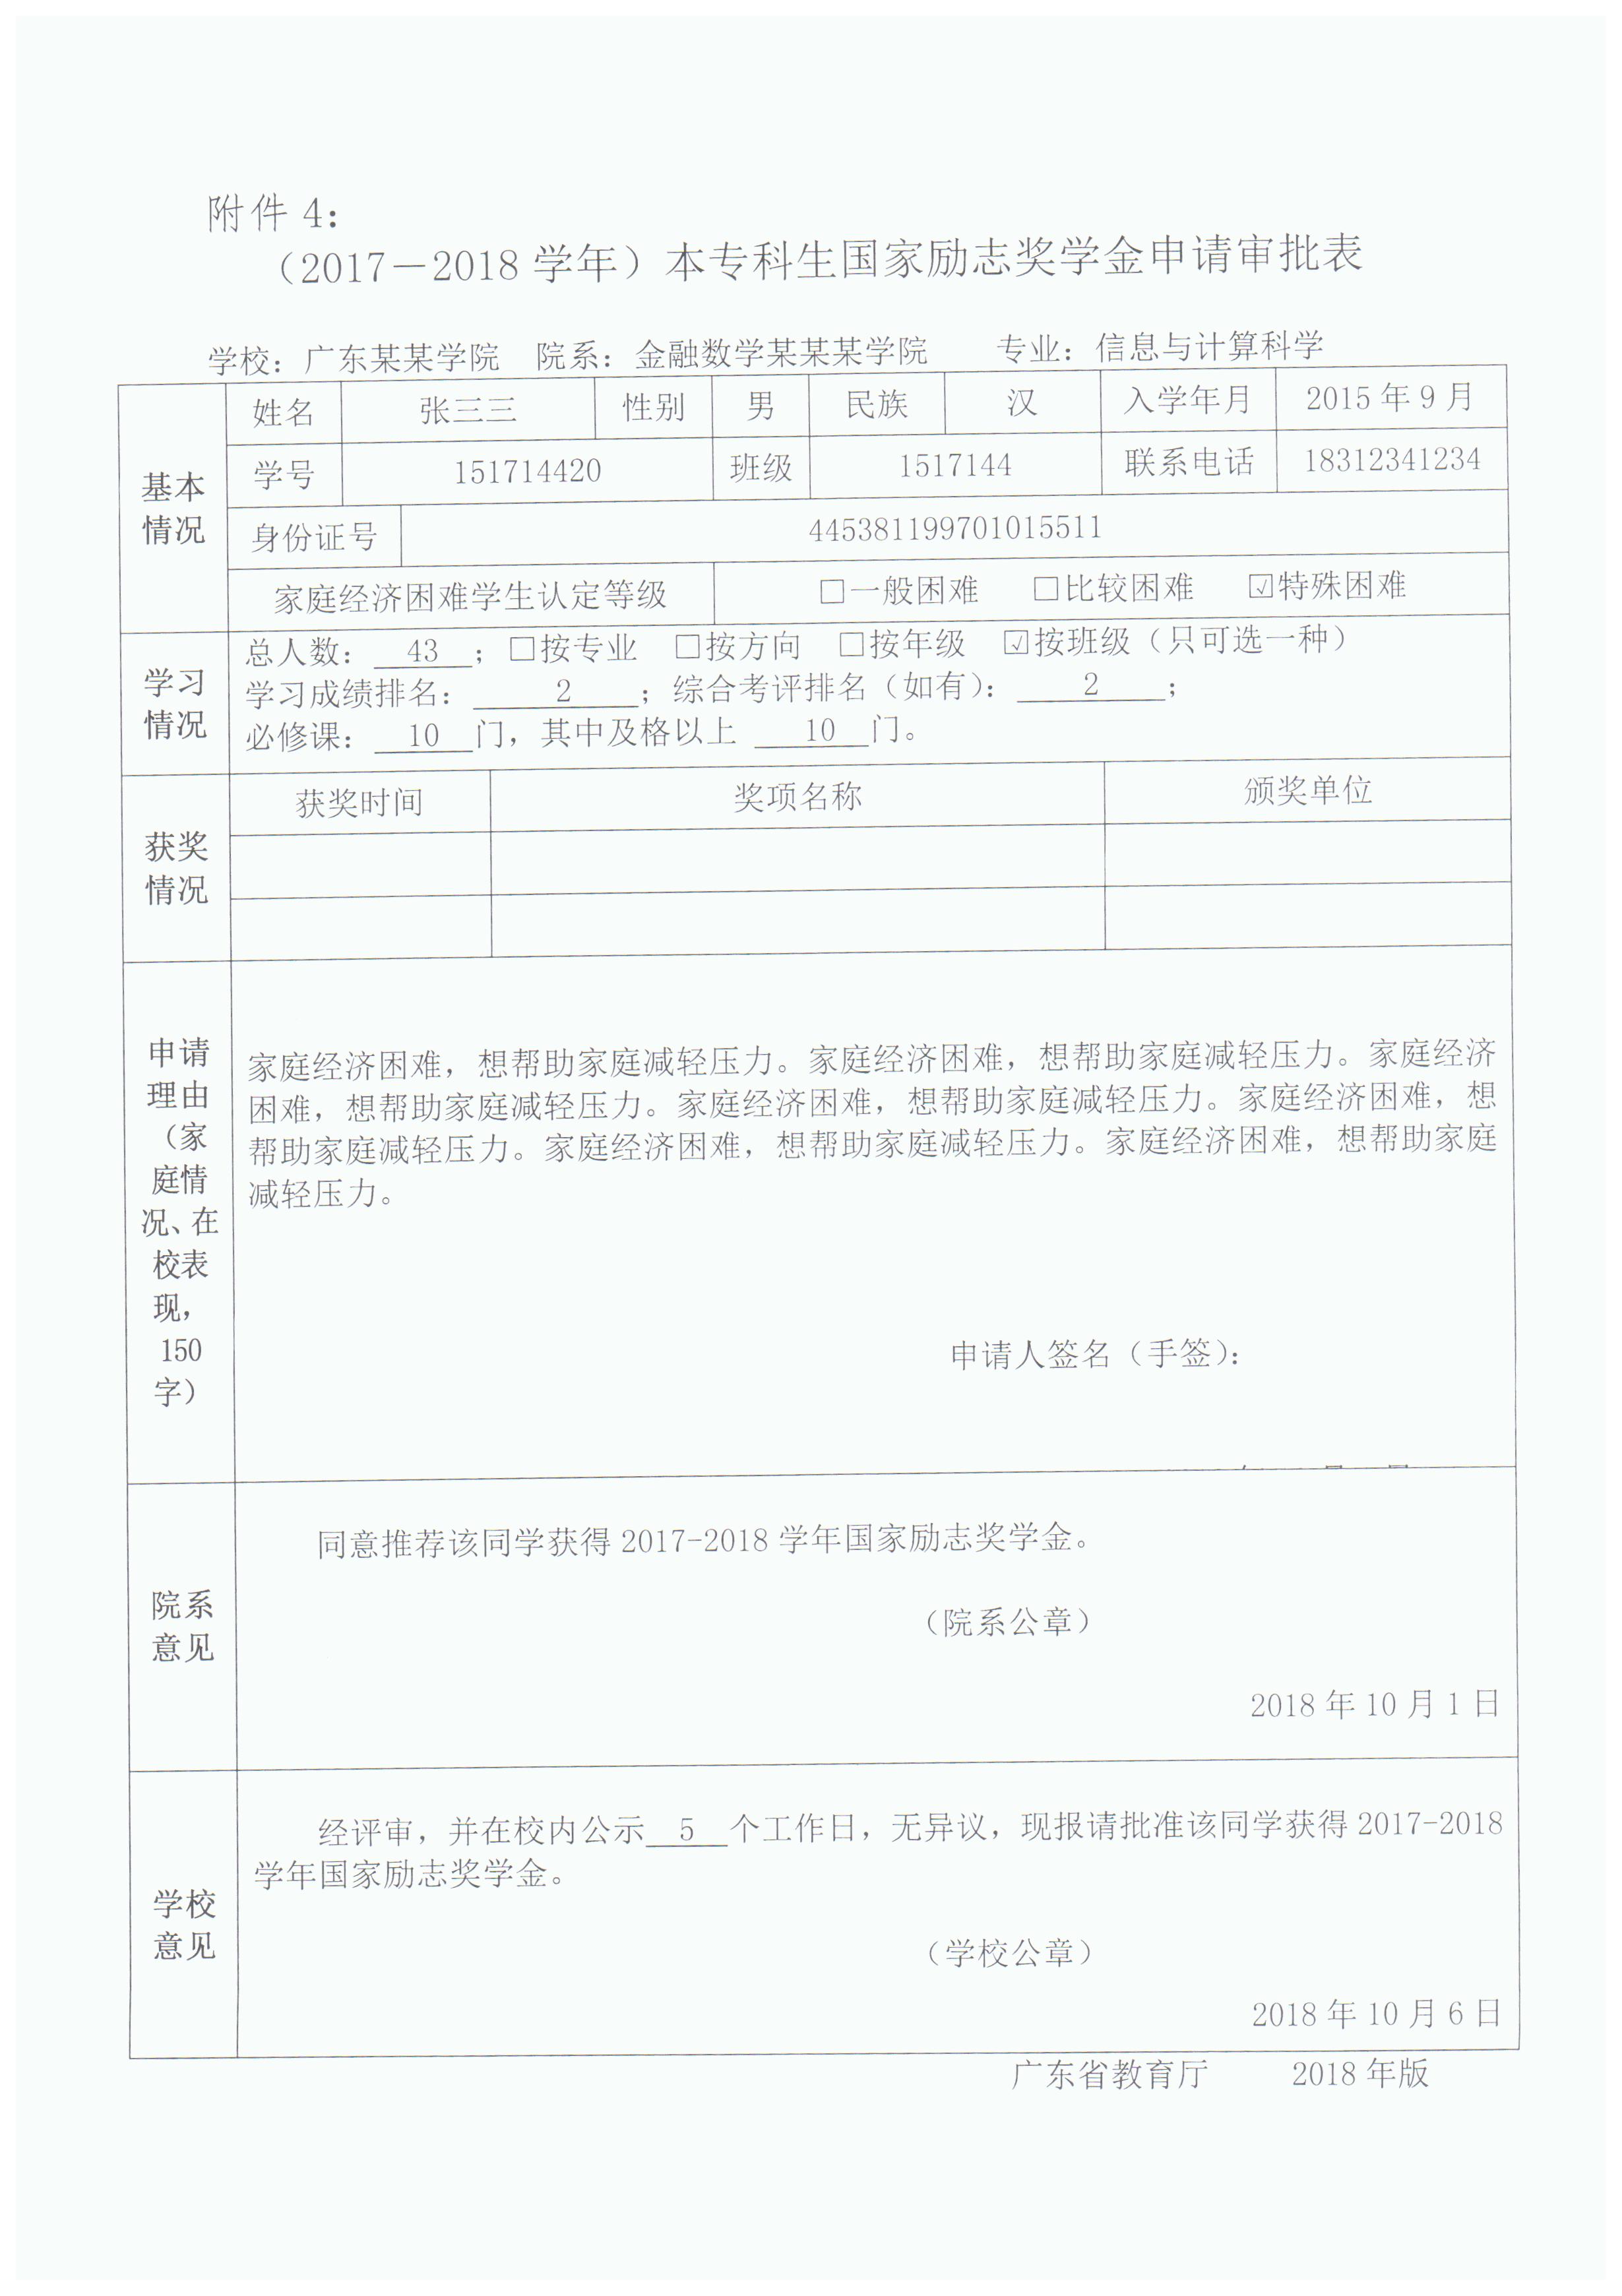 附件 4：
（2017－2018 学年）本专科生国家励志奖学金申请审批表
学校：广东某某学院 院系：金融数学某某某学院 专业：信息与计算科学
基本情况
姓名 张三三 性别 男 民族 汉 入学年月 2015 年 9 月
学号 151714420 班级 1517144 联系电话 18312341234
身份证号 445381199701015511
家庭经济困难学生认定等级 □一般困难 □比较困难 ☑特殊困难
学习情况
总人数： 43 ；□按专业 □按方向 □按年级 ☑按班级（只可选一种）
学习成绩排名： 2 ；综合考评排名（如有）： 2 ；
必修课： 10 门，其中及格以上 10 门。
获奖情况
获奖时间 奖项名称 颁奖单位
申请
理由
（家
庭情
况、在
校表
现，
150
字）
家庭经济困难，想帮助家庭减轻压力。家庭经济困难，想帮助家庭减轻压力。家庭经济
困难，想帮助家庭减轻压力。家庭经济困难，想帮助家庭减轻压力。家庭经济困难，想
帮助家庭减轻压力。家庭经济困难，想帮助家庭减轻压力。家庭经济困难，想帮助家庭
减轻压力。
申请人签名（手签）：
院系
意见
同意推荐该同学获得 2017-2018 学年国家励志奖学金。
（院系公章）
2018 年 10 月 1 日
学校
意见
经评审，并在校内公示 5 个工作日，无异议，现报请批准该同学获得 2017-2018
学年国家励志奖学金。
（学校公章）
2018 年 10 月 6 日
广东省教育厅 2018 年版